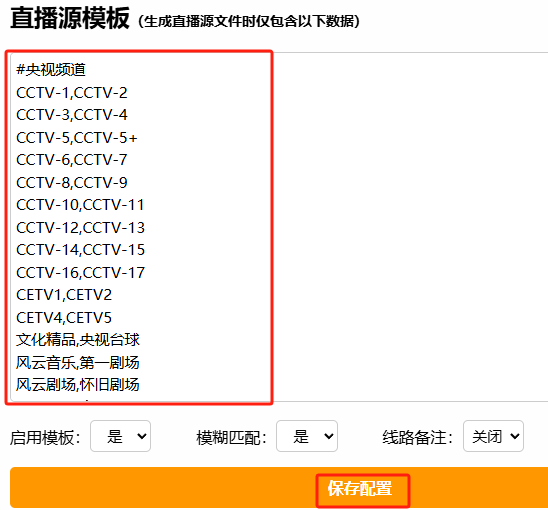 直播源模板 (生成直播源文件时仅包含以下数据)
#央视频道
CCTV-1,CCTV-2
CCTV-3,CCTV-4
CCTV-5,CCTV-5+
CCTV-6,CCTV-7
CCTV-8,CCTV-9
CCTV-10,CCTV-11
CCTV-12,CCTV-13
CCTV-14,CCTV-15
CCTV-16,CCTV-17
CETV1,CETV2
CETV4,CETV5
文化精品,央视台球
风云音乐,第一剧场
风云剧场,怀旧剧场
启用模板： 是 模糊匹配： 是 线路备注： 关闭
保存配置